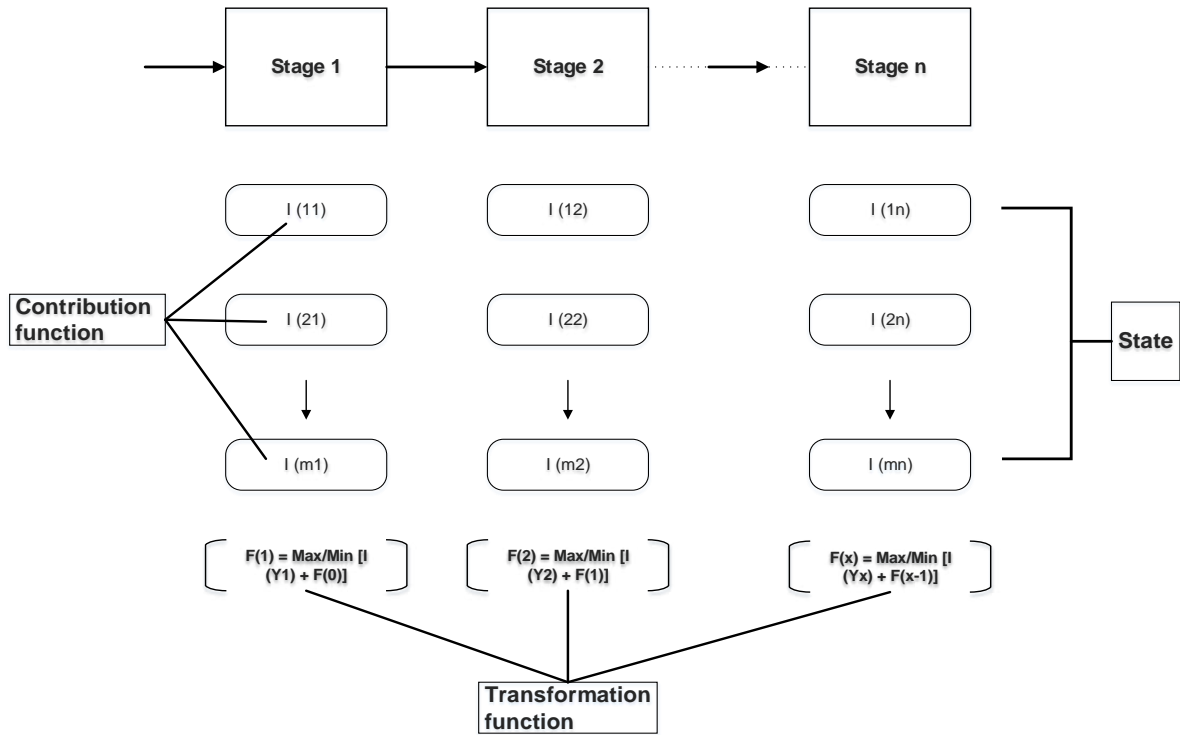 Stage 1
Stage 2
Stage n
I (11)
I (12)
I (1n)
Contribution
function
I (21)
I (22)
I (2n)
State
I (m1)
I (m2)
I (mn)
F(1) = Max/Min [I
(Y1) + F(0)]
F(2) = Max/Min [I
(Y2) + F(1)]
F(x) = Max/Min [I
(Yx) + F(x-1)]
Transformation
function